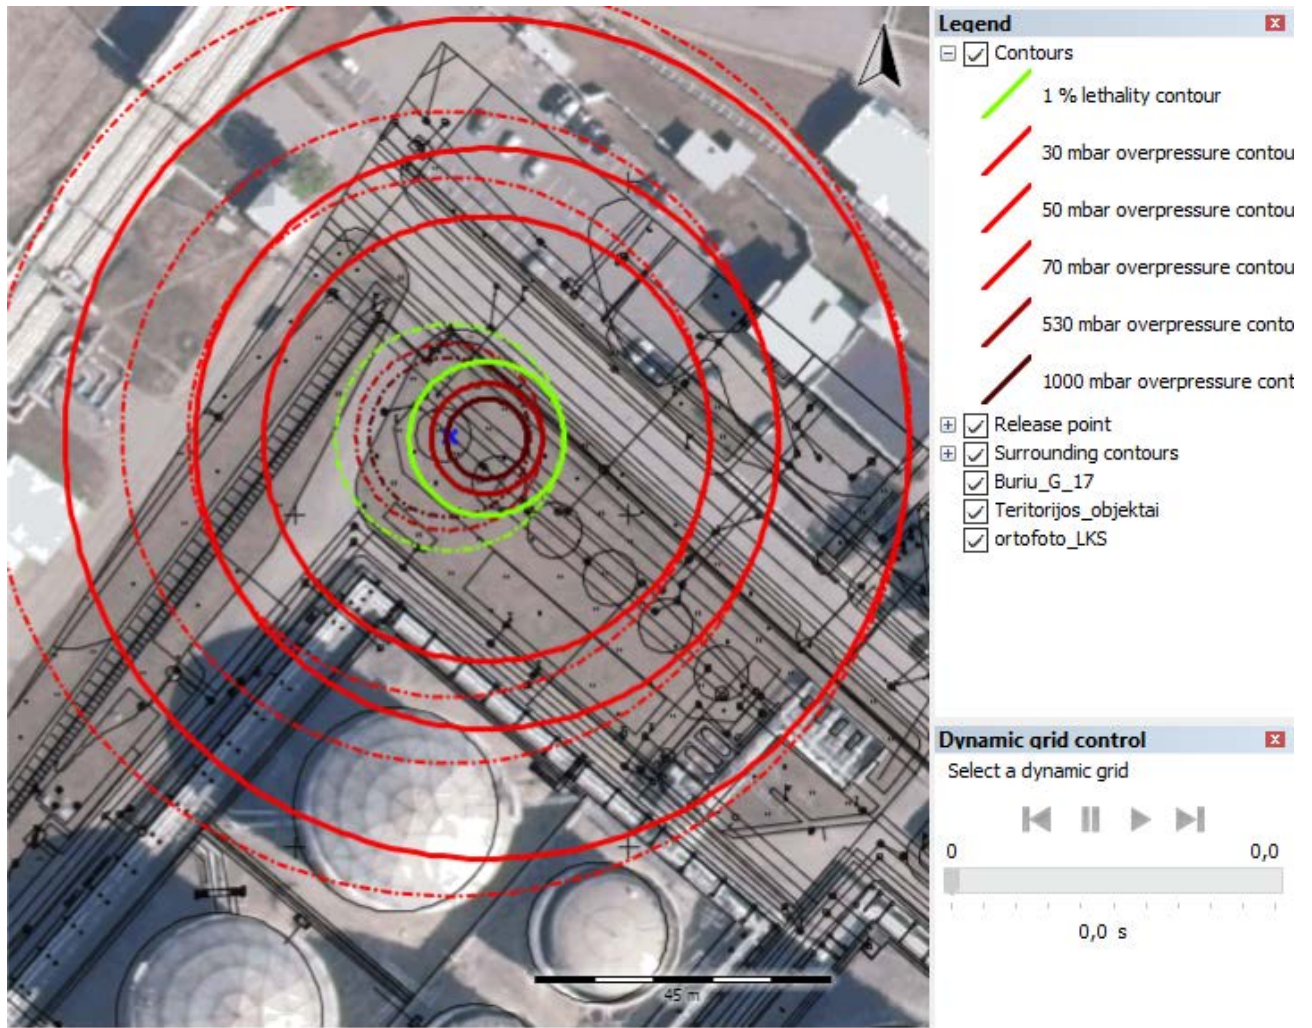 Legend
Contours
1 % lethality contour
30 mbar overpressure contou
50 mbar overpressure contou
70 mbar overpressure contou
530 mbar overpressure conto
1000 mbar overpressure cont
Release point
Surrounding contours
Buriu_G_17
Teritorijos_objektai
ortofoto_LKS
Dynamic grid control
Select a dynamic grid
0 0,0
0,0 s
45 m